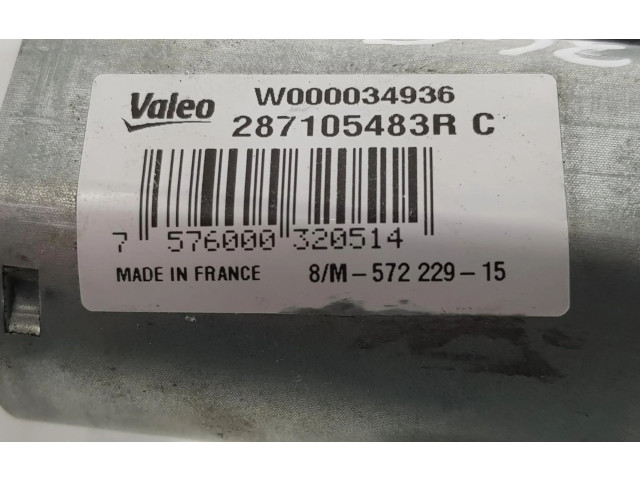 Valeo
W000034936
287105483R C
7 576000 320514
MADE IN FRANCE 8/M-572 229-15